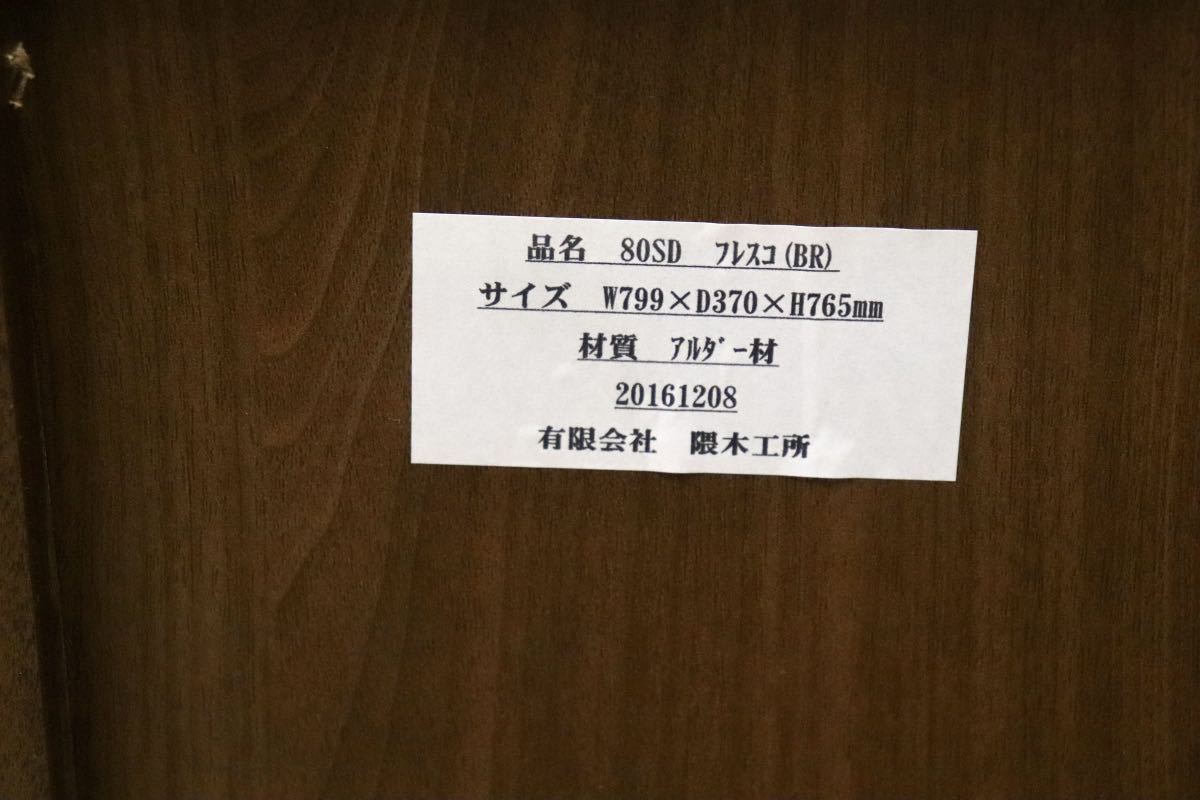 品名　80SD　ﾌﾚｽｺ(BR)
サイズ　W799×D370×H765mm
材質　ｱﾙﾀﾞｰ材
20161208
有限会社　隈木工所